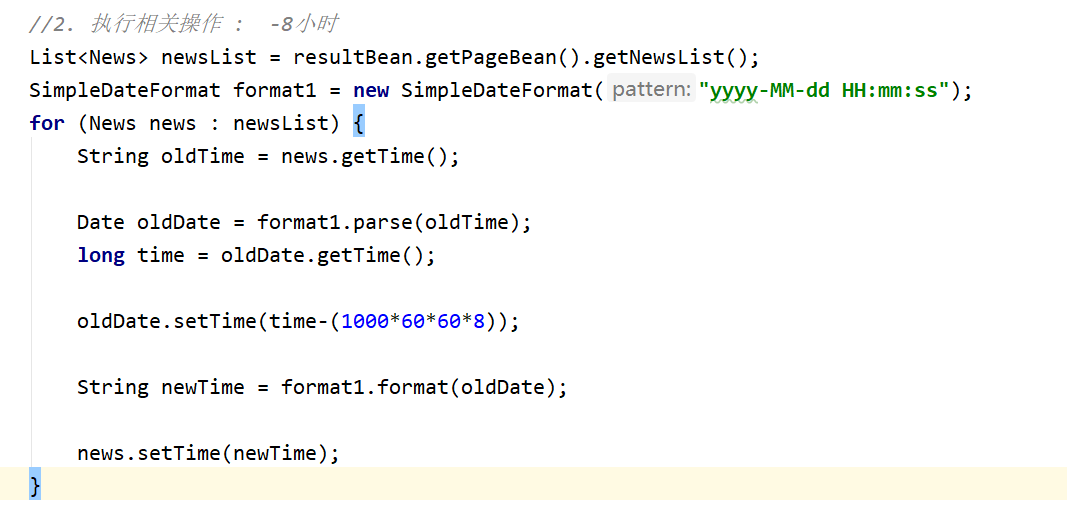 //2. 执行相关操作 :  -8小时
List<News> newsList = resultBean.getPageBean().getNewsList();
SimpleDateFormat format1 = new SimpleDateFormat( pattern: "yyyy-MM-dd HH:mm:ss");
for (News news : newsList) {
    String oldTime = news.getTime();
    Date oldDate = format1.parse(oldTime);
    long time = oldDate.getTime();
    oldDate.setTime(time-(1000*60*60*8));
    String newTime = format1.format(oldDate);
    news.setTime(newTime);
}